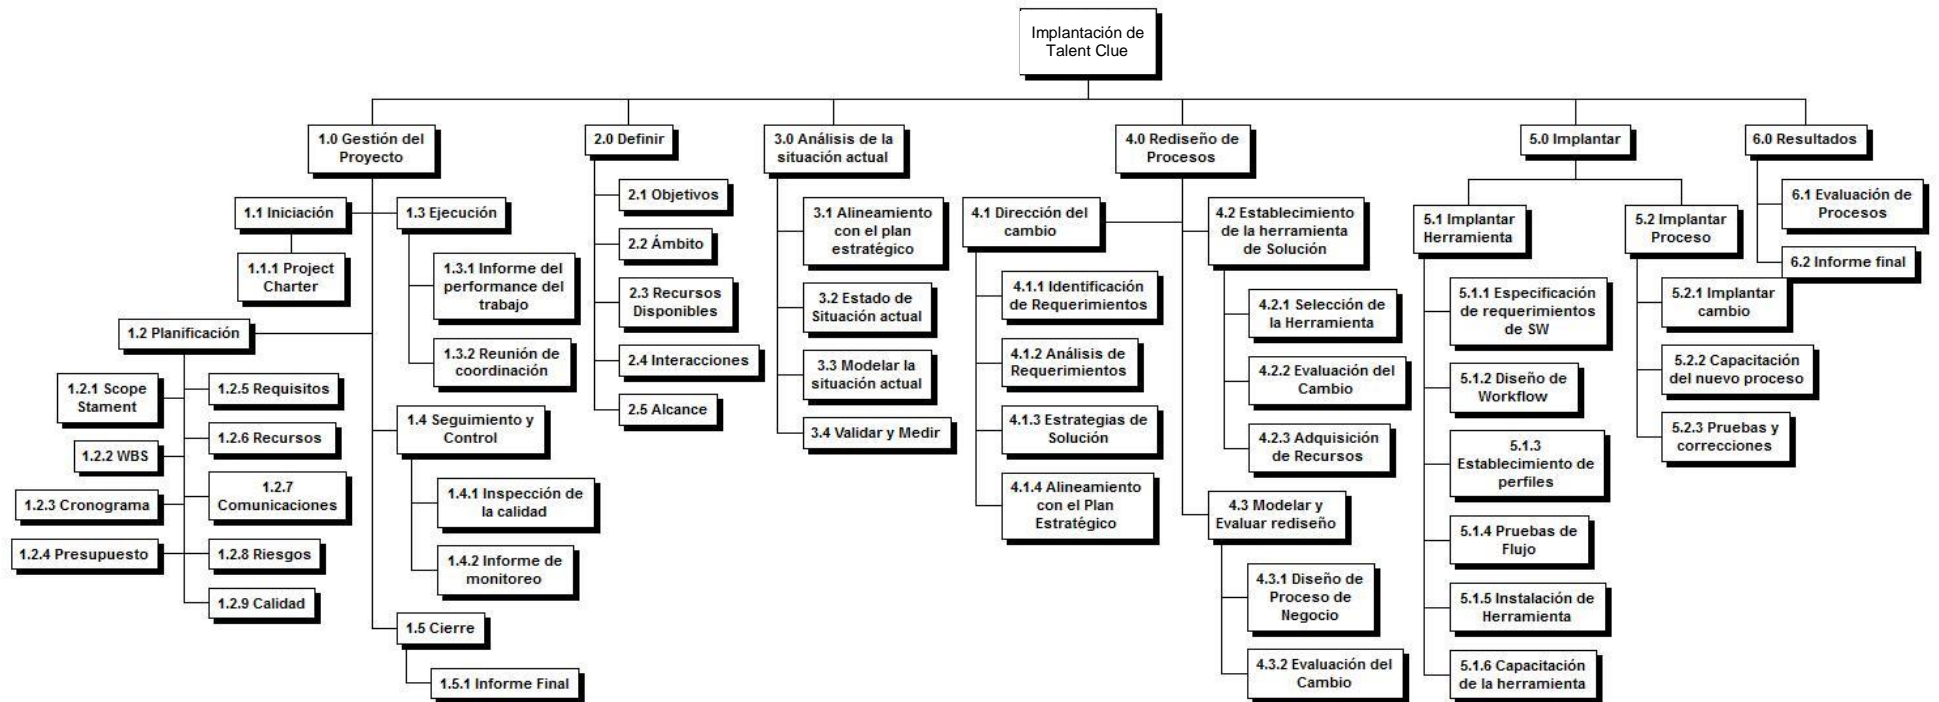 Implantación de
Talent Clue
1.0 Gestión del
Proyecto
1.1 Iniciación
1.1.1 Project
Charter
1.2 Planificación
1.2.1 Scope
Stament
1.2.2 WBS
1.2.3 Cronograma
1.2.4 Presupuesto
1.2.5 Requisitos
1.2.6 Recursos
1.2.7
Comunicaciones
1.2.8 Riesgos
1.2.9 Calidad
1.3 Ejecución
1.3.1 Informe del
performance del
trabajo
1.3.2 Reunión de
coordinación
1.4 Seguimiento y
Control
1.4.1 Inspección de
la calidad
1.4.2 Informe de
monitoreo
1.5 Cierre
1.5.1 Informe Final
2.0 Definir
2.1 Objetivos
2.2 Ámbito
2.3 Recursos
Disponibles
2.4 Interacciones
2.5 Alcance
3.0 Análisis de la
situación actual
3.1 Alineamiento
con el plan
estratégico
3.2 Estado de
Situación actual
3.3 Modelar la
situación actual
3.4 Validar y Medir
4.0 Rediseño de
Procesos
4.1 Dirección del
cambio
4.1.1 Identificación
de Requerimientos
4.1.2 Análisis de
Requerimientos
4.1.3 Estrategias de
Solución
4.1.4 Alineamiento
con el Plan
Estratégico
4.2 Establecimiento
de la herramienta
de Solución
4.2.1 Selección de
la Herramienta
4.2.2 Evaluación del
Cambio
4.2.3 Adquisición
de Recursos
4.3 Modelar y
Evaluar rediseño
4.3.1 Diseño de
Proceso de
Negocio
4.3.2 Evaluación del
Cambio
5.0 Implantar
5.1 Implantar
Herramienta
5.1.1 Especificación
de requerimientos
de SW
5.1.2 Diseño de
Workflow
5.1.3
Establecimiento de
perfiles
5.1.4 Pruebas de
Flujo
5.1.5 Instalación de
Herramienta
5.1.6 Capacitación
de la herramienta
5.2 Implantar
Proceso
5.2.1 Implantar
cambio
5.2.2 Capacitación
del nuevo proceso
5.2.3 Pruebas y
correcciones
6.0 Resultados
6.1 Evaluación de
Procesos
6.2 Informe final